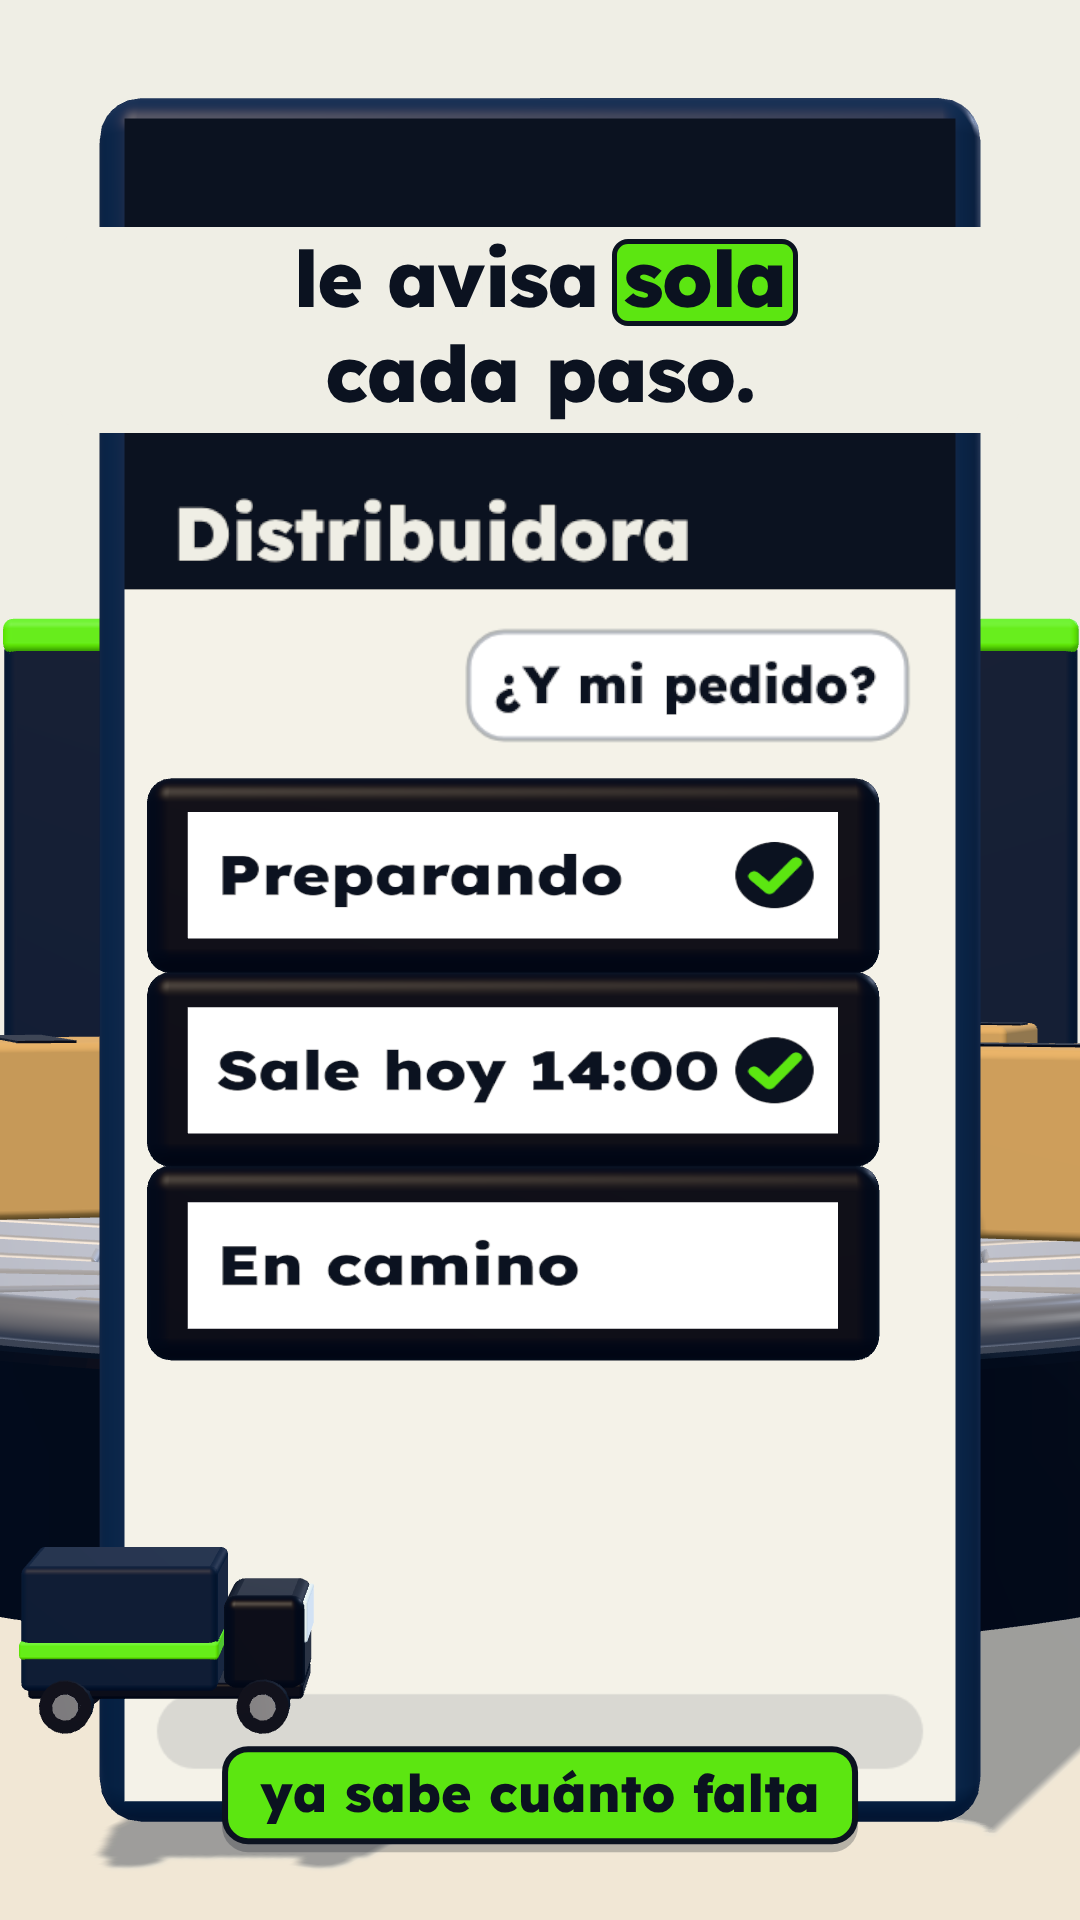 le avisa sola
cada paso.
Distribuidora
¿Y mi pedido?
Preparando
Sale hoy 14:00
En camino
ya sabe cuánto falta